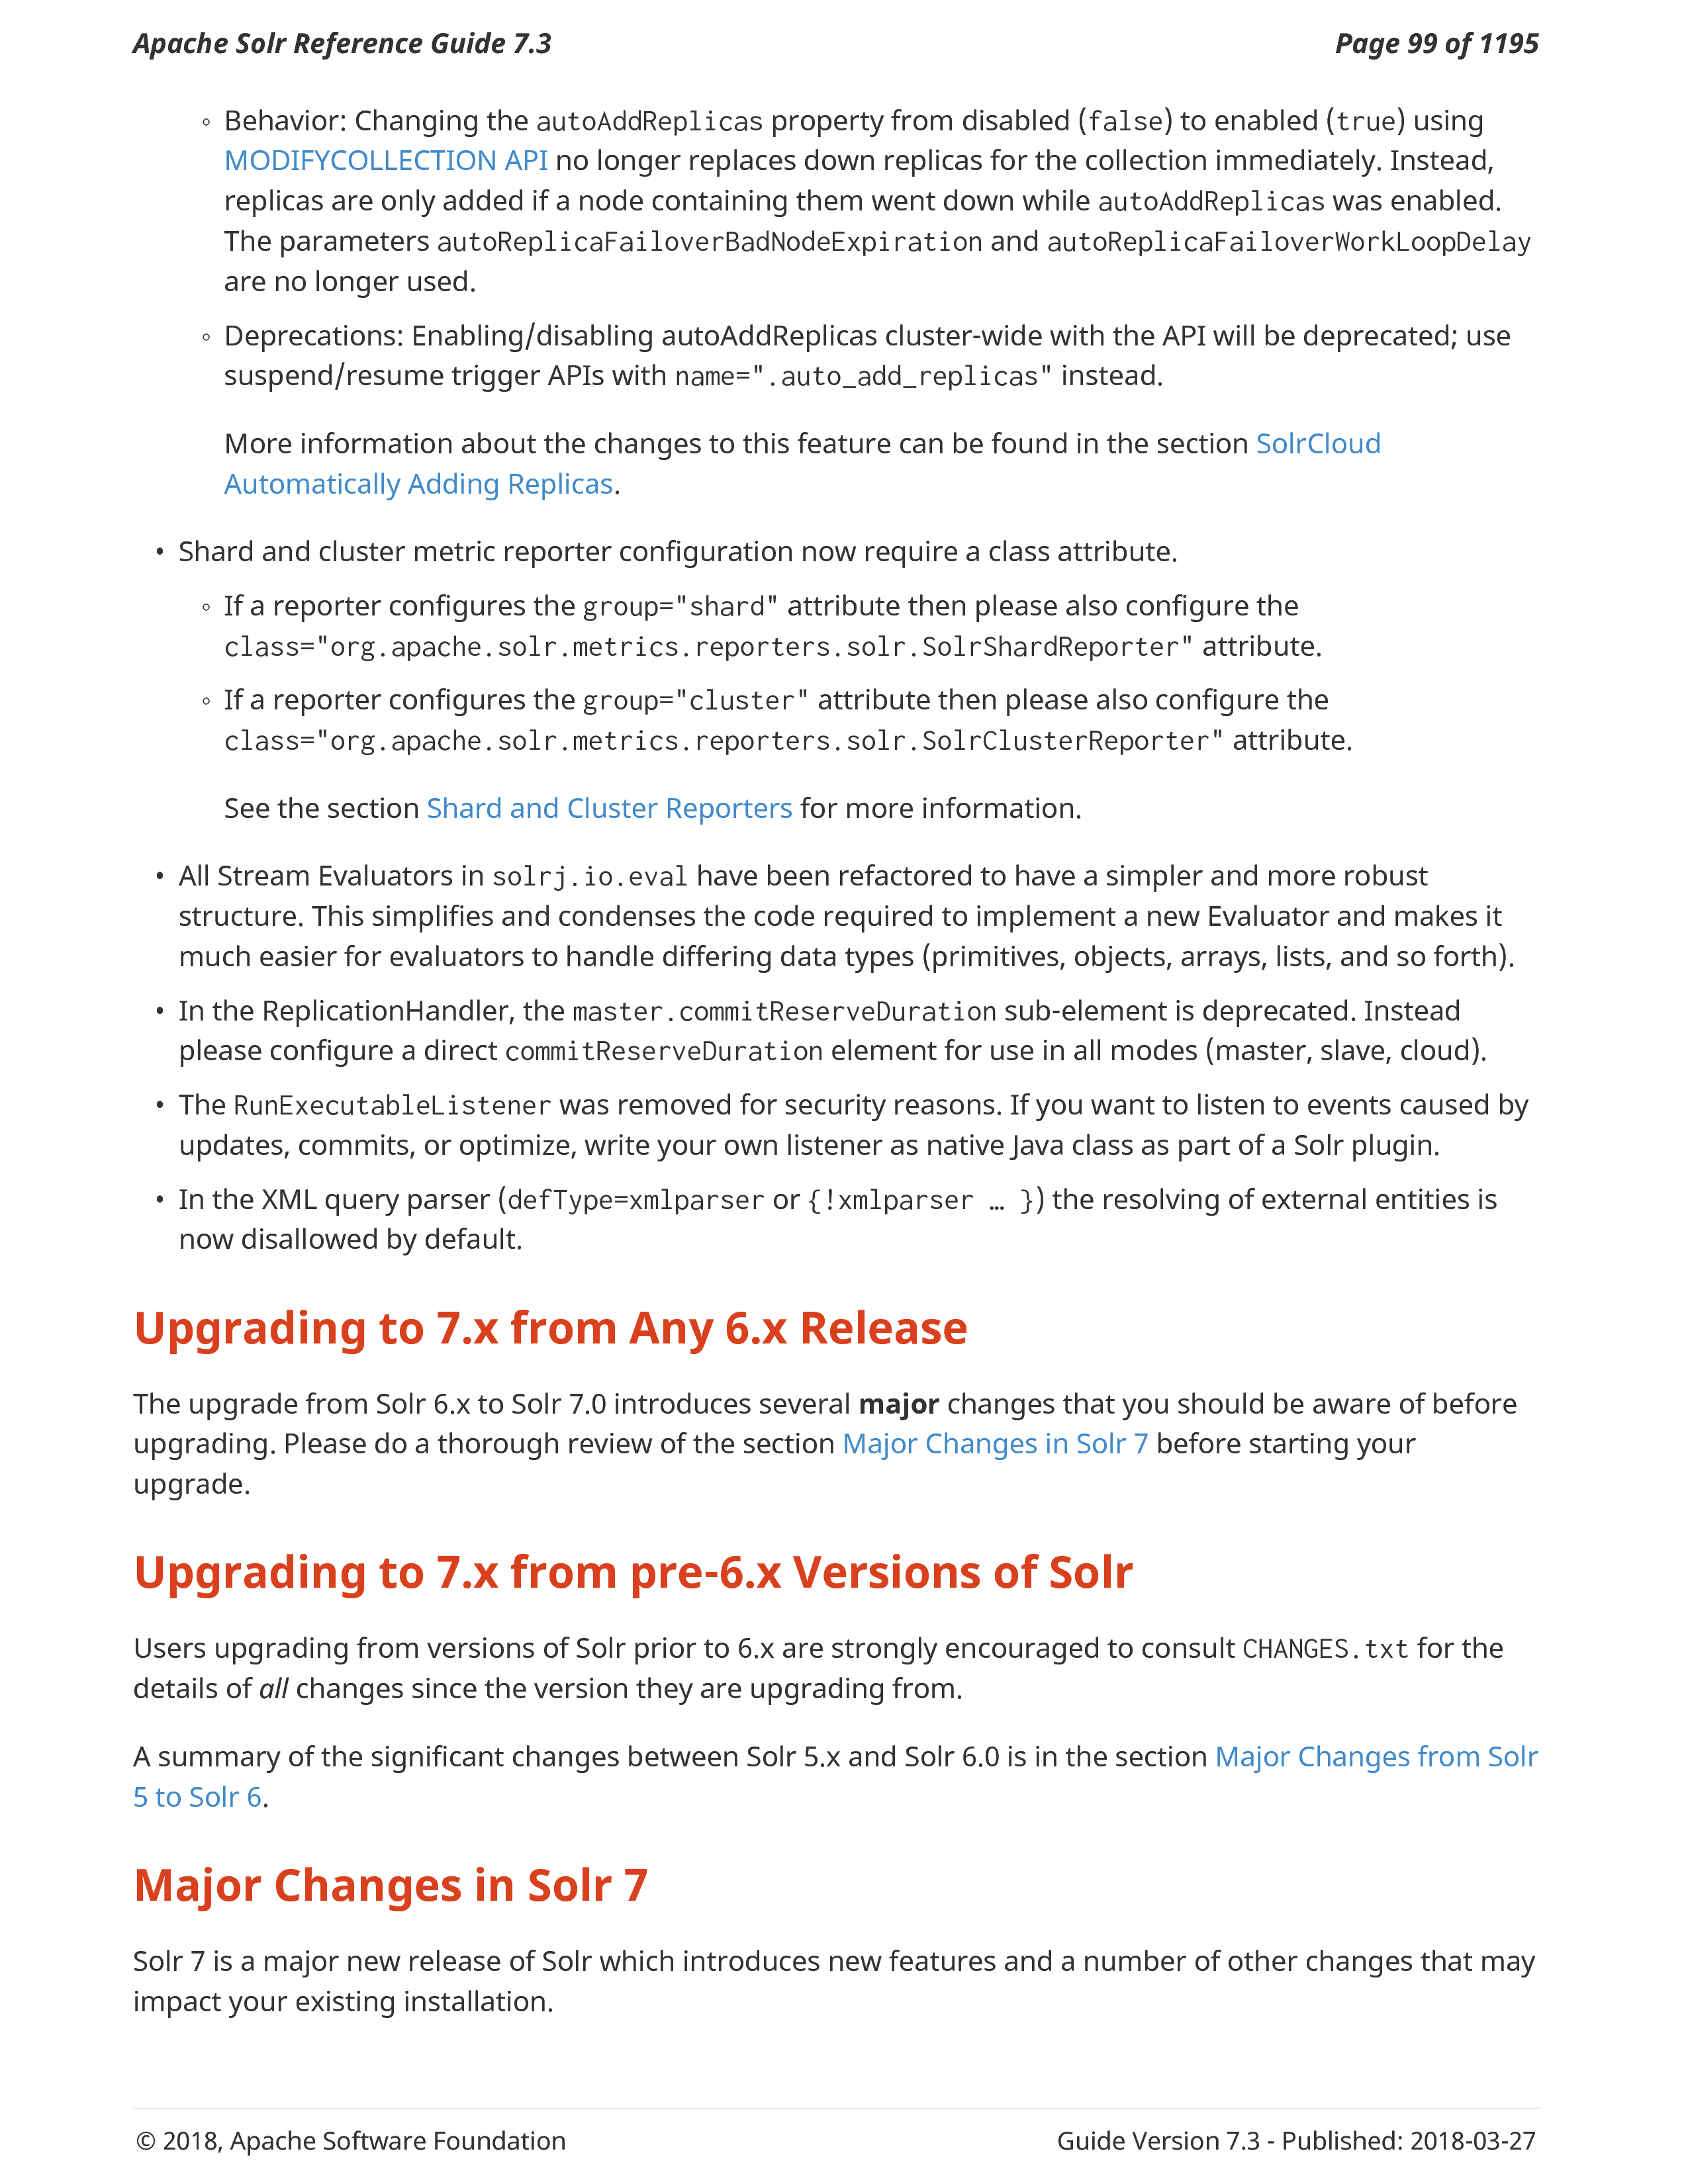 Apache Solr Reference Guide 7.3 Page 99 of 1195
◦ Behavior: Changing the autoAddReplicas property from disabled (false) to enabled (true) using
MODIFYCOLLECTION API no longer replaces down replicas for the collection immediately. Instead,
replicas are only added if a node containing them went down while autoAddReplicas was enabled.
The parameters autoReplicaFailoverBadNodeExpiration and autoReplicaFailoverWorkLoopDelay
are no longer used.
◦ Deprecations: Enabling/disabling autoAddReplicas cluster-wide with the API will be deprecated; use
suspend/resume trigger APIs with name=".auto_add_replicas" instead.
More information about the changes to this feature can be found in the section SolrCloud
Automatically Adding Replicas.
• Shard and cluster metric reporter configuration now require a class attribute.
◦ If a reporter configures the group="shard" attribute then please also configure the
class="org.apache.solr.metrics.reporters.solr.SolrShardReporter" attribute.
◦ If a reporter configures the group="cluster" attribute then please also configure the
class="org.apache.solr.metrics.reporters.solr.SolrClusterReporter" attribute.
See the section Shard and Cluster Reporters for more information.
• All Stream Evaluators in solrj.io.eval have been refactored to have a simpler and more robust
structure. This simplifies and condenses the code required to implement a new Evaluator and makes it
much easier for evaluators to handle differing data types (primitives, objects, arrays, lists, and so forth).
• In the ReplicationHandler, the master.commitReserveDuration sub-element is deprecated. Instead
please configure a direct commitReserveDuration element for use in all modes (master, slave, cloud).
• The RunExecutableListener was removed for security reasons. If you want to listen to events caused by
updates, commits, or optimize, write your own listener as native Java class as part of a Solr plugin.
• In the XML query parser (defType=xmlparser or {!xmlparser … }) the resolving of external entities is
now disallowed by default.
Upgrading to 7.x from Any 6.x Release
The upgrade from Solr 6.x to Solr 7.0 introduces several major changes that you should be aware of before
upgrading. Please do a thorough review of the section Major Changes in Solr 7 before starting your
upgrade.
Upgrading to 7.x from pre-6.x Versions of Solr
Users upgrading from versions of Solr prior to 6.x are strongly encouraged to consult CHANGES.txt for the
details of all changes since the version they are upgrading from.
A summary of the significant changes between Solr 5.x and Solr 6.0 is in the section Major Changes from Solr
5 to Solr 6.
Major Changes in Solr 7
Solr 7 is a major new release of Solr which introduces new features and a number of other changes that may
impact your existing installation.
© 2018, Apache Software Foundation Guide Version 7.3 - Published: 2018-03-27